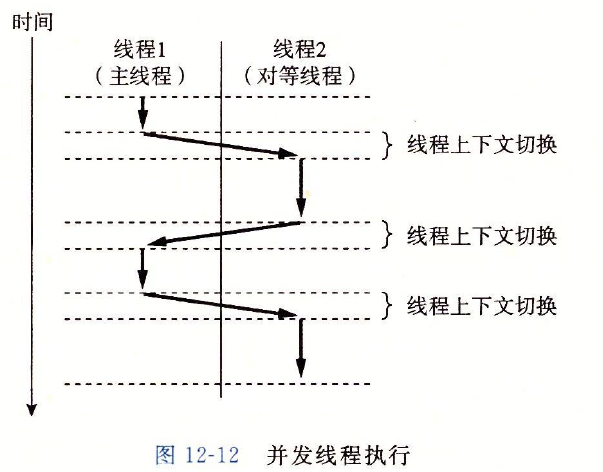 时间
线程1
（主线程）
线程2
（对等线程）
线程上下文切换
线程上下文切换
线程上下文切换
图 12-12 并发线程执行